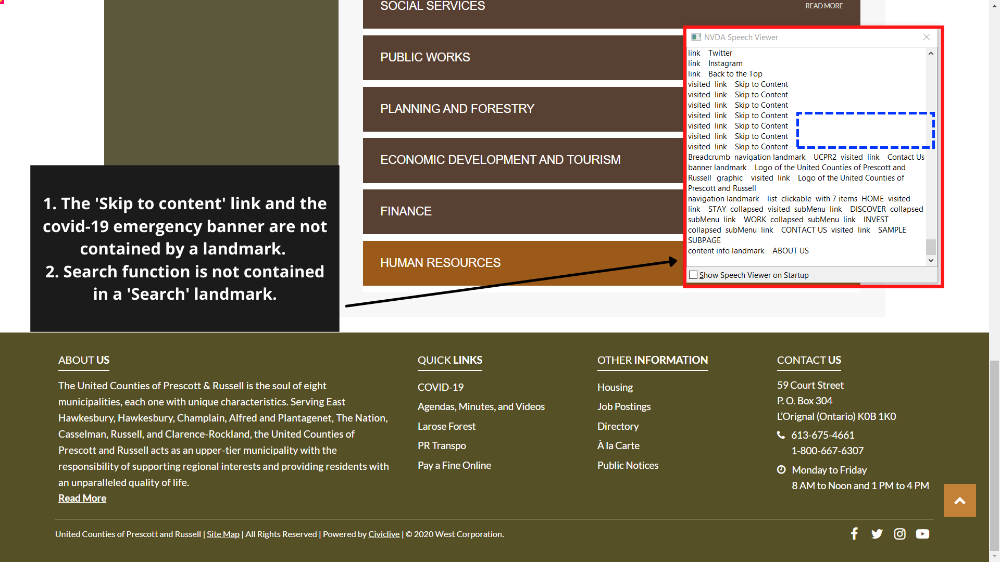 SOCIAL SERVICES
READ MORE
PUBLIC WORKS
PLANNING AND FORESTRY
ECONOMIC DEVELOPMENT AND TOURISM
FINANCE
HUMAN RESOURCES
1. The 'Skip to content' link and the
covid-19 emergency banner are not
contained by a landmark.
2. Search function is not contained
in a 'Search' landmark.
NVDA Speech Viewer
link Twitter
link Instagram
link Back to the Top
visited link Skip to Content
visited link Skip to Content
visited link Skip to Content
visited link Skip to Content
visited link Skip to Content
visited link Skip to Content
visited link Skip to Content
Breadcrumb navigation landmark UCPR2 visited link Contact Us
banner landmark Logo of the United Counties of Prescott and
Russell graphic visited link Logo of the United Counties of
Prescott and Russell
navigation landmark list clickable with 7 items HOME visited
link STAY collapsed visited subMenu link DISCOVER collapsed
subMenu link WORK collapsed subMenu link INVEST
collapsed subMenu link CONTACT US visited link SAMPLE
SUBPAGE
content info landmark ABOUT US
Show Speech Viewer on Startup
ABOUT US
The United Counties of Prescott & Russell is the soul of eight
municipalities, each one with unique characteristics. Serving East
Hawkesbury, Hawkesbury, Champlain, Alfred and Plantagenet, The Nation,
Casselman, Russell, and Clarence-Rockland, the United Counties of
Prescott and Russell acts as an upper-tier municipality with the
responsibility of supporting regional interests and providing residents with
an unparalleled quality of life.
Read More
QUICK LINKS
COVID-19
Agendas, Minutes, and Videos
Larose Forest
PR Transpo
Pay a Fine Online
OTHER INFORMATION
Housing
Job Postings
Directory
À la Carte
Public Notices
CONTACT US
59 Court Street
P. O. Box 304
L'Orignal (Ontario) K0B 1K0
613-675-4661
1-800-667-6307
Monday to Friday
8 AM to Noon and 1 PM to 4 PM
United Counties of Prescott and Russell | Site Map | All Rights Reserved | Powered by Civiclive | © 2020 West Corporation.